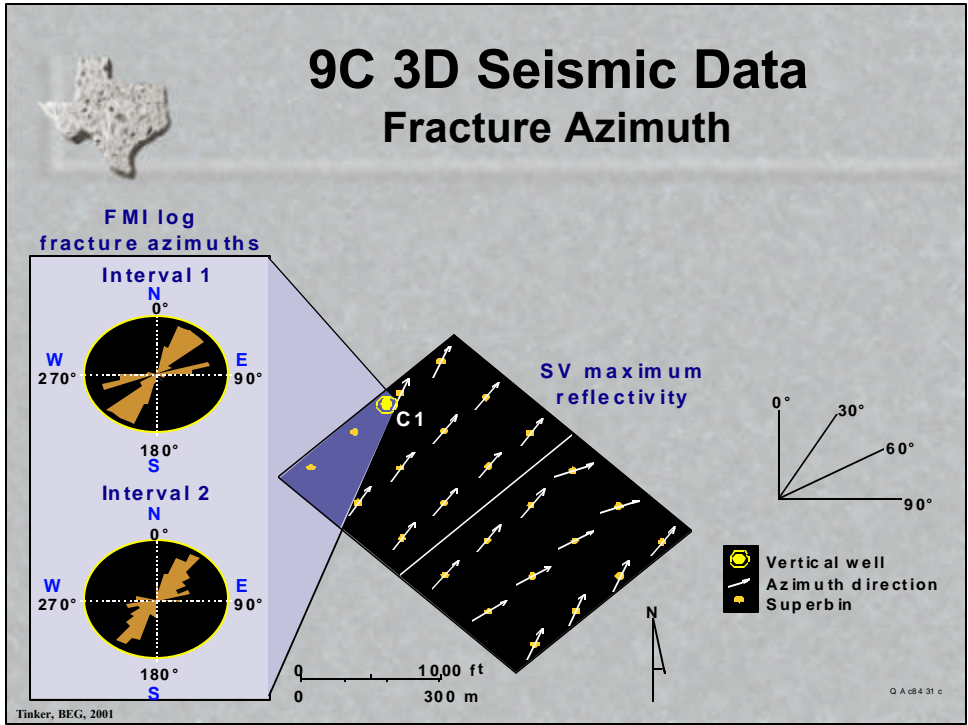 9C 3D Seismic Data
Fracture Azimuth
FMI log
fracture azimuths
Interval 1
N
0°
W
270°
E
90°
180°
S
Interval 2
N
0°
W
270°
E
90°
180°
S
C1
SV maximum
reflectivity
0°
30°
60°
90°
Vertical well
Azimuth direction
Superbin
N
0 1000 ft
0 300 m
QAc8431c
Tinker, BEG, 2001